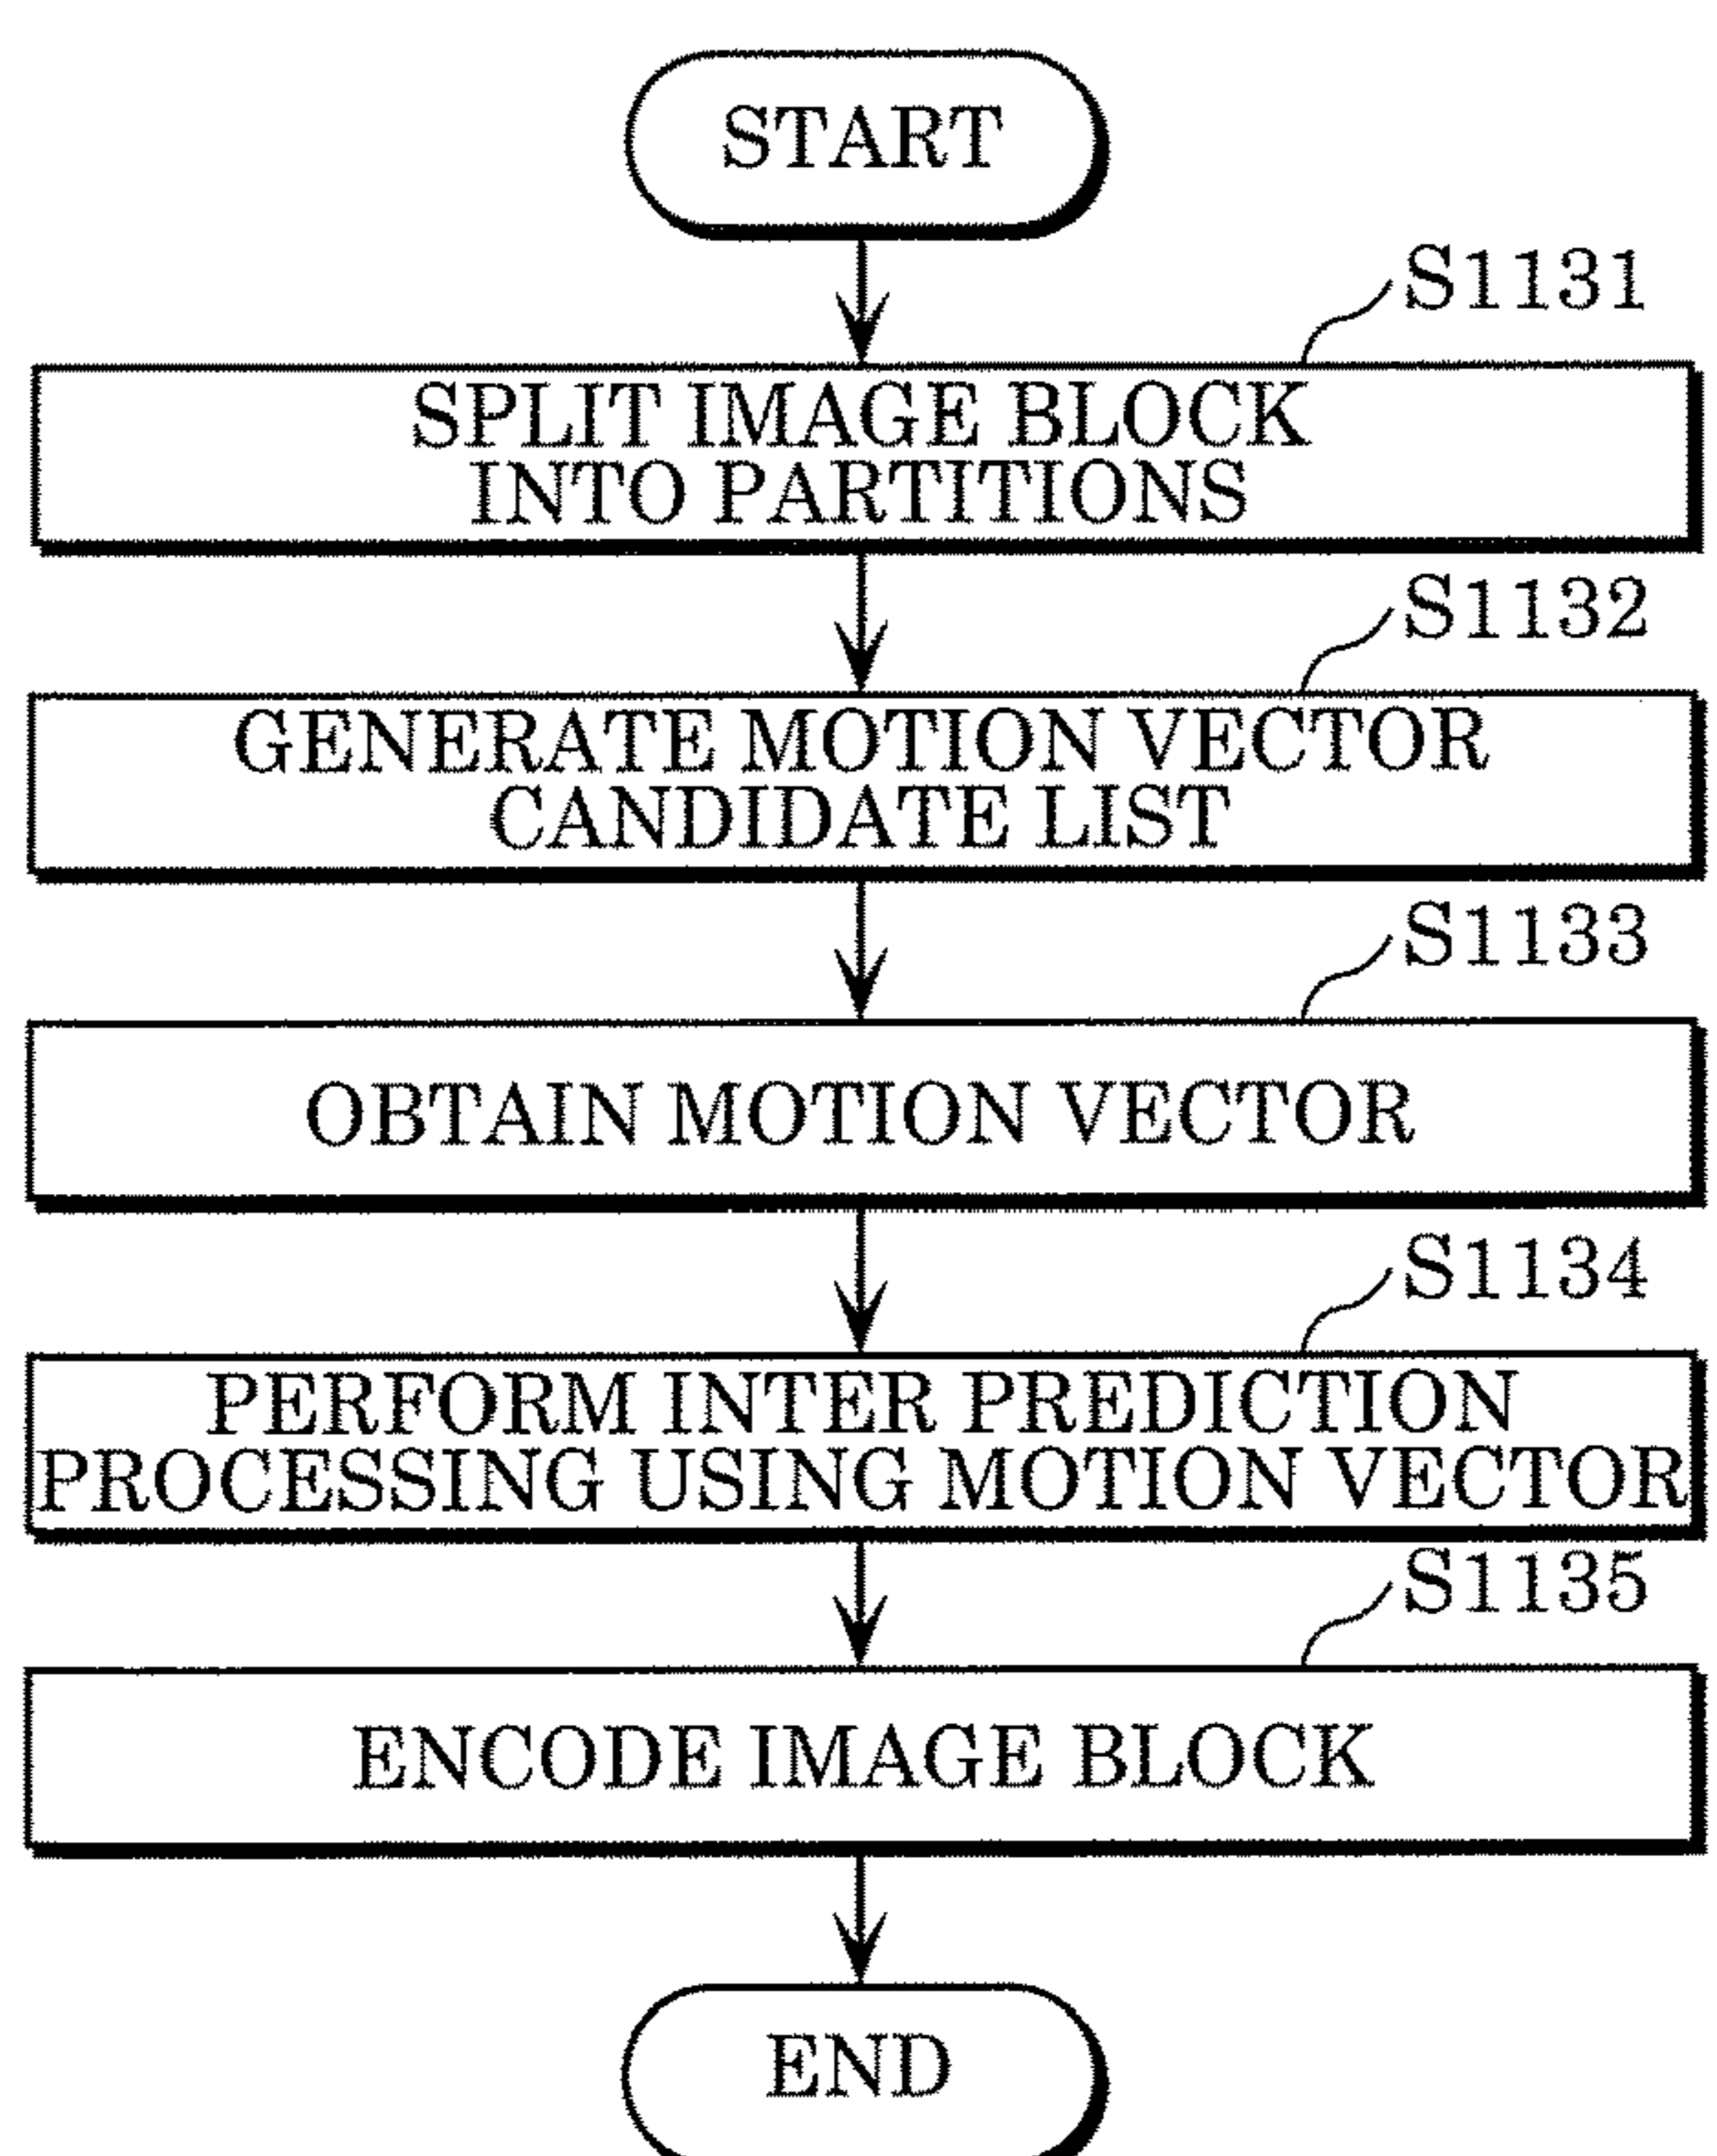 START
S1131
SPLIT IMAGE BLOCK
INTO PARTITIONS
S1132
GENERATE MOTION VECTOR
CANDIDATE LIST
S1133
OBTAIN MOTION VECTOR
S1134
PERFORM INTER PREDICTION
PROCESSING USING MOTION VECTOR
S1135
ENCODE IMAGE BLOCK
END